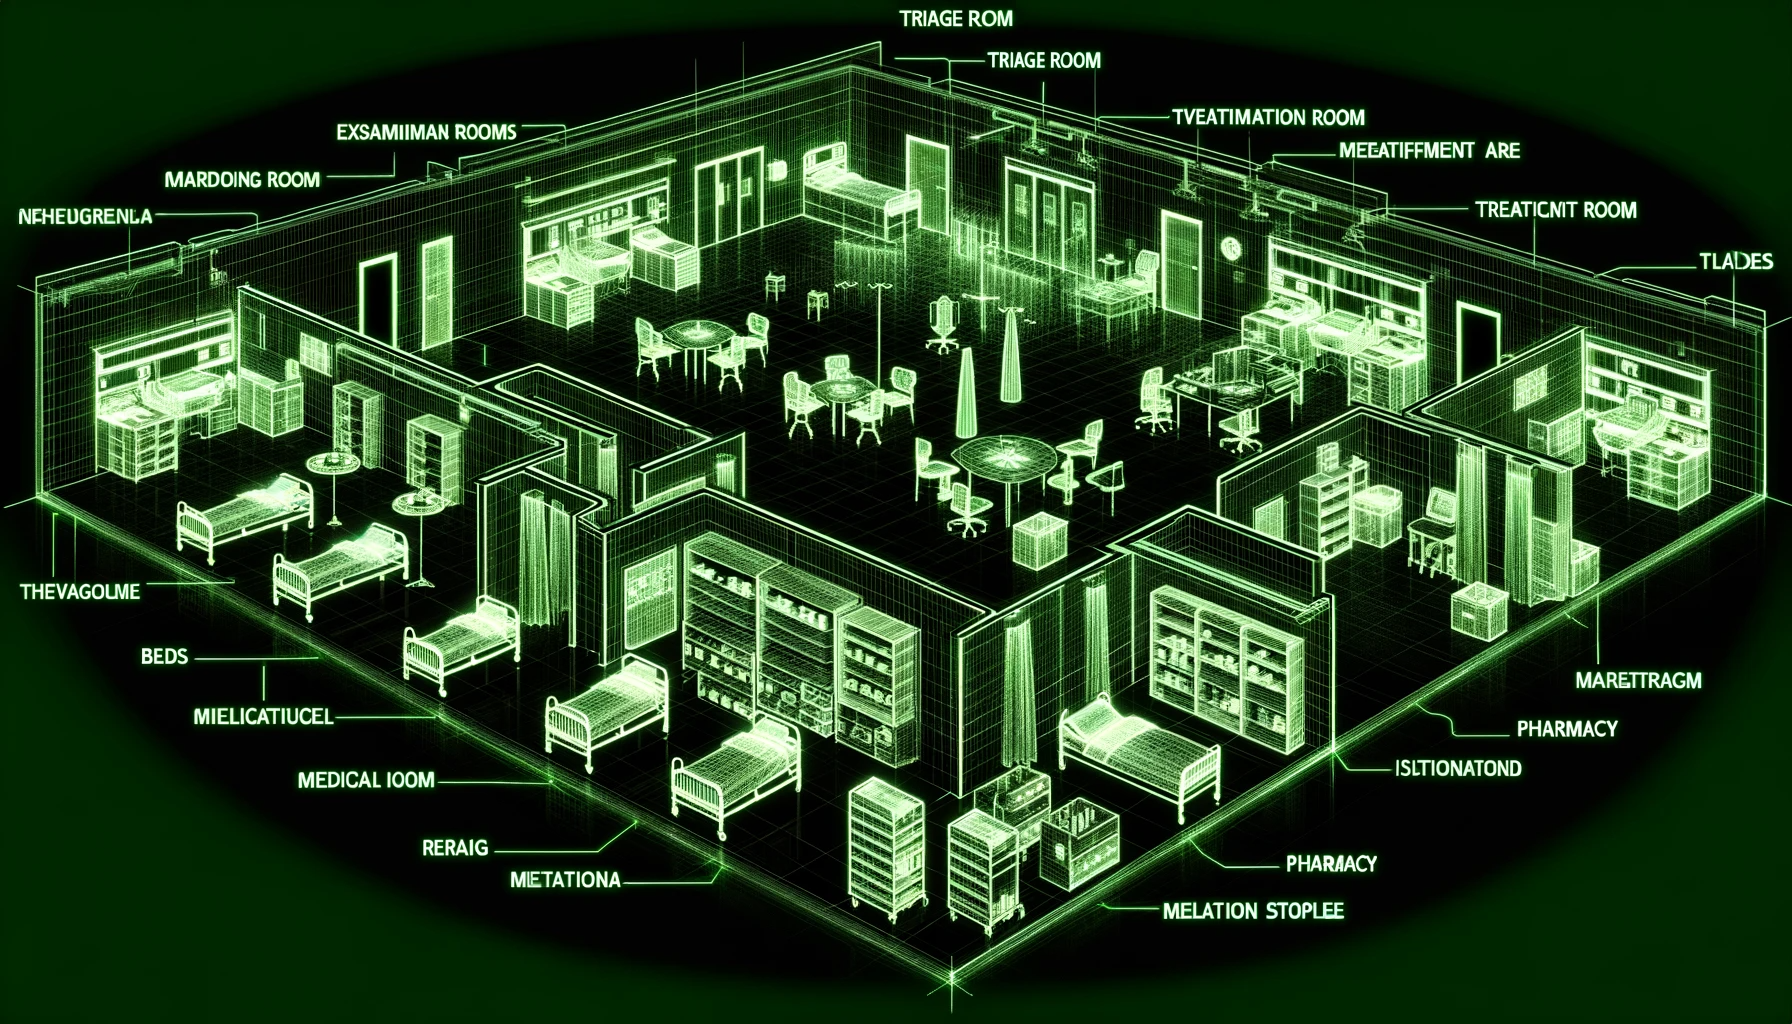 TRIAGE ROM
TRIAGE ROOM
TVEATIMATION ROOM
EXSAMIIMAN ROOMS
MEEATIFFMENT ARE
MARDOING ROOM
TREATICNIT ROOM
NFHEUGRENLA
TLADES
THEVAGOLME
BEDS
MARETTRAGM
MIELICATIUCEL
PHARMACY
ISLTIONATOND
MEDICAL IOOM
RERAIG
PHARMACY
METATIONA
MELATION STOPLEE